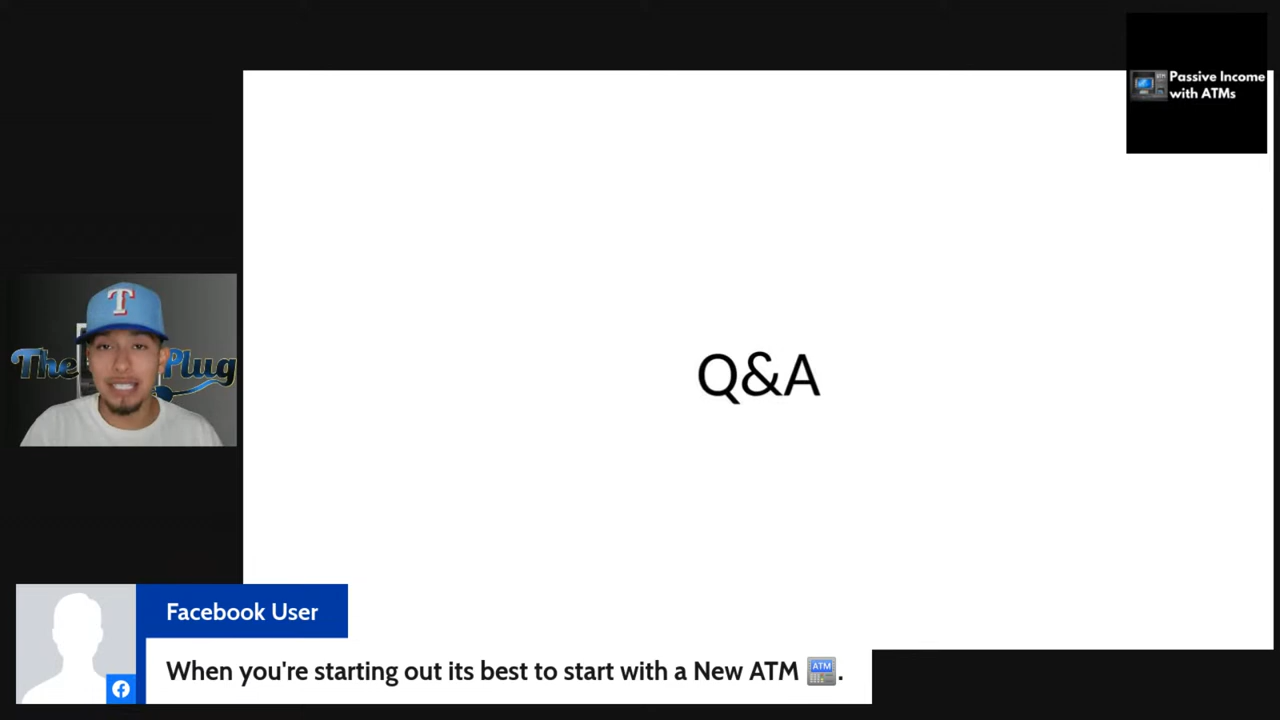 Passive Income
with ATMs
Q&A
T
The Plug
Facebook User
When you're starting out its best to start with a New ATM 🏧.